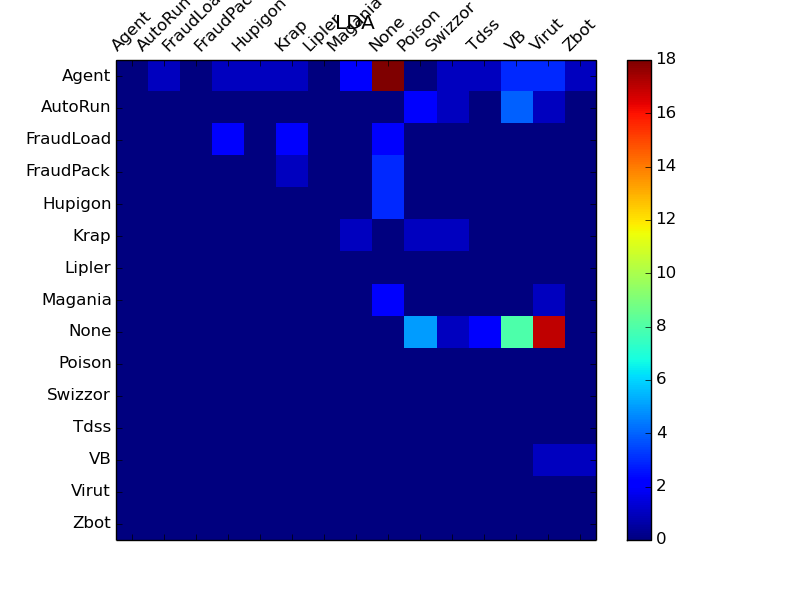 LDA
Agent
AutoRun
FraudLoad
FraudPack
Hupigon
Krap
Lipler
Magania
None
Poison
Swizzor
Tdss
VB
Virut
Zbot
Agent
AutoRun
FraudLoad
FraudPack
Hupigon
Krap
Lipler
Magania
None
Poison
Swizzor
Tdss
VB
Virut
Zbot
18
16
14
12
10
8
6
4
2
0